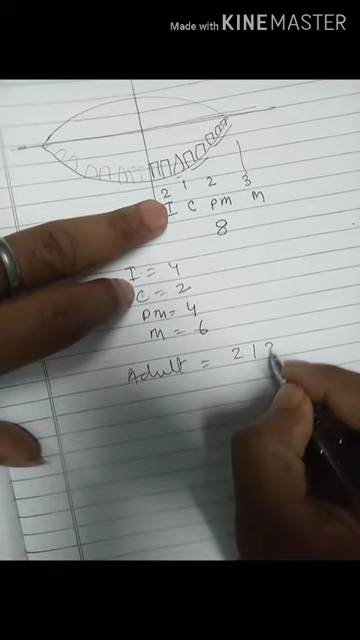 Made with KINEMASTER
2 1 2 3
I C PM M
8
I = 4
C = 2
PM = 4
M = 6
Adult = 2 1 2